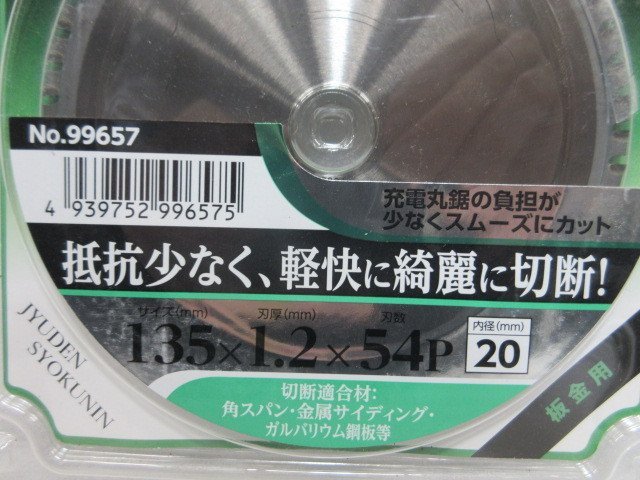 No.99657
4 939752 996575
充電丸鋸の負担が
少なくスムーズにカット
抵抗少なく、軽快に綺麗に切断!
サイズ(mm) 刃厚(mm) 刃数 内径(mm)
135×1.2×54P 20
JYUDEN
SYOKUNIN
切断適合材:
角スパン・金属サイディング・
ガルバリウム鋼板等
板金用